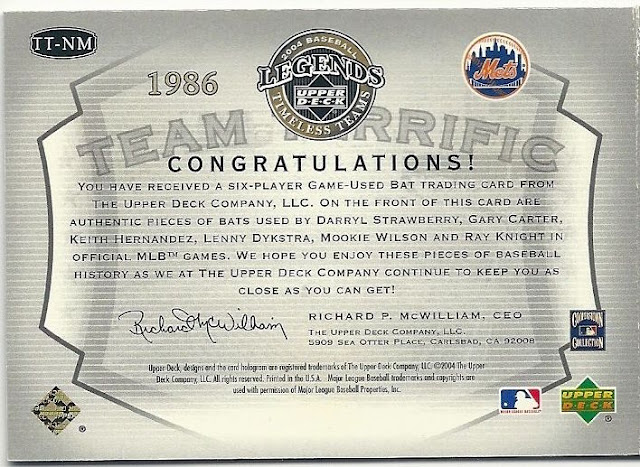 TT-NM
1986
2004 BASEBALL
LEGENDS
UPPER
DECK
TIMELESS TEAMS
Mets
TEAM TERRIFIC
CONGRATULATIONS!
YOU HAVE RECEIVED A SIX-PLAYER GAME-USED BAT TRADING CARD FROM
THE UPPER DECK COMPANY, LLC. ON THE FRONT OF THIS CARD ARE
AUTHENTIC PIECES OF BATS USED BY DARRYL STRAWBERRY, GARY CARTER,
KEITH HERNANDEZ, LENNY DYKSTRA, MOOKIE WILSON AND RAY KNIGHT IN
OFFICIAL MLB™ GAMES. WE HOPE YOU ENJOY THESE PIECES OF BASEBALL
HISTORY AS WE AT THE UPPER DECK COMPANY CONTINUE TO KEEP YOU AS
CLOSE AS YOU CAN GET!
Richard P. McWilliam
RICHARD P. MCWILLIAM, CEO
THE UPPER DECK COMPANY, LLC.
5909 SEA OTTER PLACE, CARLSBAD, CA 92008
COOPERSTOWN
COLLECTION
Upper Deck, designs and the card hologram are registered trademarks of The Upper Deck Company, LLC. ©2004 The Upper
Deck Company, LLC. All rights reserved. Printed in the U.S.A. Major League Baseball trademarks and copyrights are
used with permission of Major League Baseball Properties, Inc.
®
MAJOR LEAGUE BASEBALL
UPPER
DECK
®